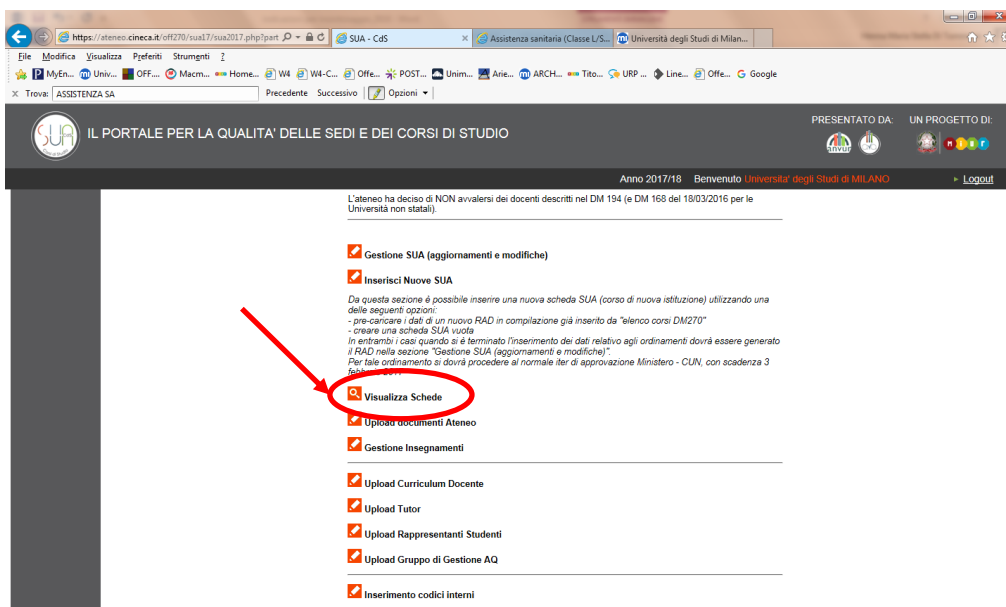 https://ateneo.cineca.it/off270/sua17/sua2017.php?part
SUA - CdS
Assistenza sanitaria (Classe L/S...
Università degli Studi di Milan...
File Modifica Visualizza Preferiti Strumenti ?
MyEn... Univ... OFF.... Macm... Home... W4 W4-C... Offe... POST... Unim... Arie... ARCH... Tito... URP ... Line... Offe... Google
x Trova: ASSISTENZA SA Precedente Successivo Opzioni
SUA
IL PORTALE PER LA QUALITA' DELLE SEDI E DEI CORSI DI STUDIO
PRESENTATO DA: UN PROGETTO DI:
anvur
miur
Anno 2017/18 Benvenuto Universita' degli Studi di MILANO Logout
L'ateneo ha deciso di NON avvalersi dei docenti descritti nel DM 194 (e DM 168 del 18/03/2016 per le
Università non statali).
Gestione SUA (aggiornamenti e modifiche)
Inserisci Nuove SUA
Da questa sezione è possibile inserire una nuova scheda SUA (corso di nuova istituzione) utilizzando una
delle seguenti opzioni:
- pre-caricare i dati di un nuovo RAD in compilazione già inserito da "elenco corsi DM270"
- creare una scheda SUA vuota
In entrambi i casi quando si è terminato l'inserimento dei dati relativo agli ordinamenti dovrà essere generato
il RAD nella sezione "Gestione SUA (aggiornamenti e modifiche)".
Per tale ordinamento si dovrà procedere al normale iter di approvazione Ministero - CUN, con scadenza 3
Visualizza Schede
Upload documenti Ateneo
Gestione Insegnamenti
Upload Curriculum Docente
Upload Tutor
Upload Rappresentanti Studenti
Upload Gruppo di Gestione AQ
Inserimento codici interni